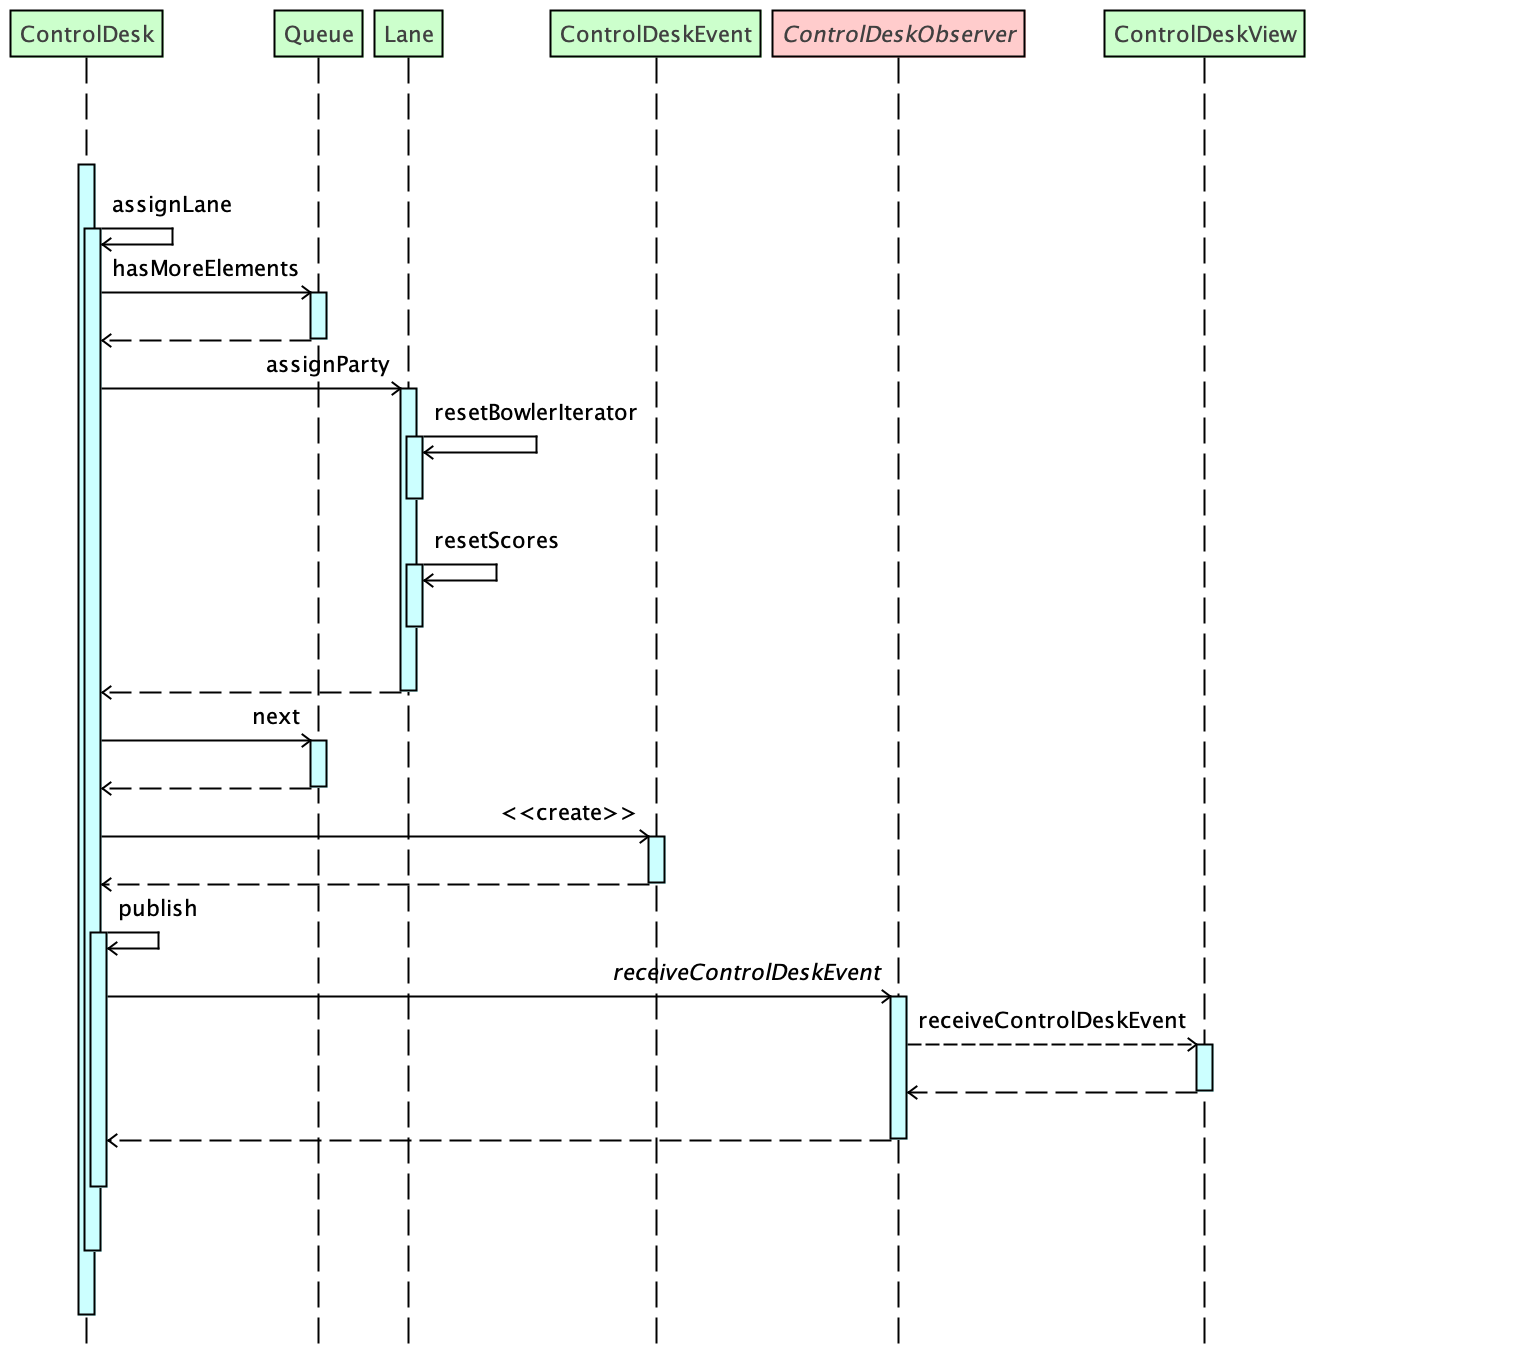 ControlDesk
Queue
Lane
ControlDeskEvent
ControlDeskObserver
ControlDeskView
assignLane
hasMoreElements
assignParty
resetBowlerIterator
resetScores
next
<<create>>
publish
receiveControlDeskEvent
receiveControlDeskEvent